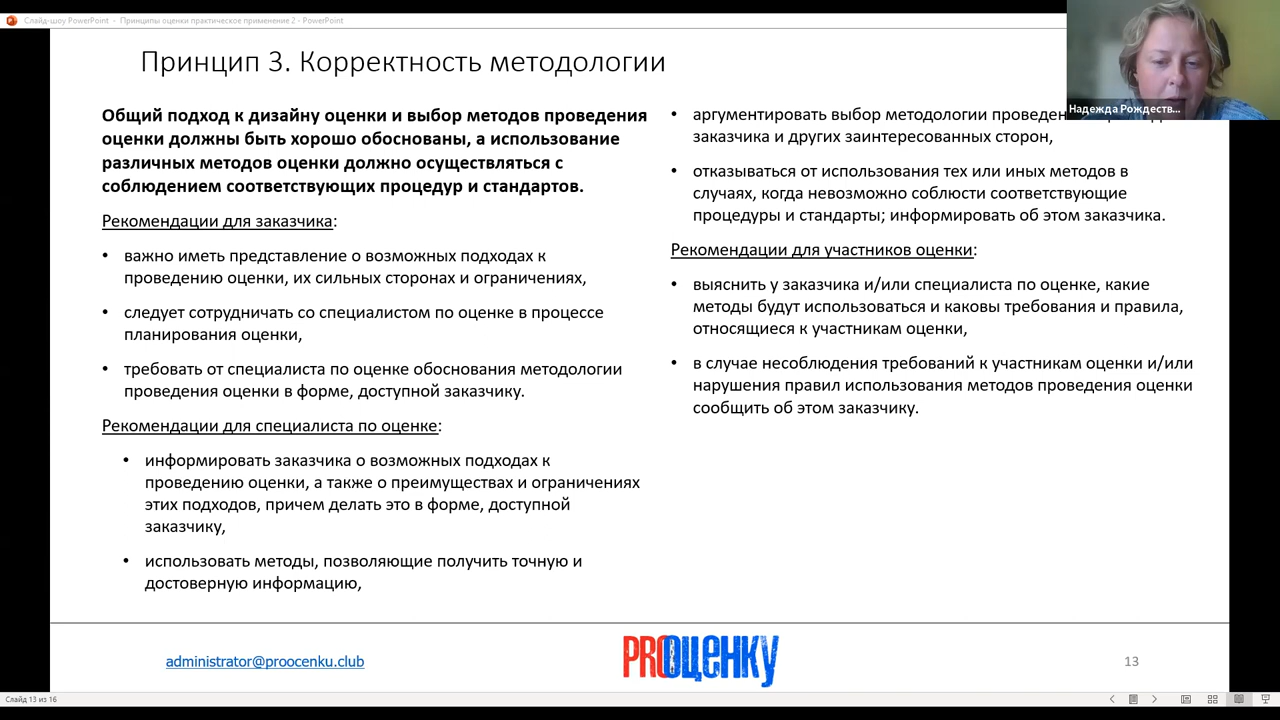 Слайд-шоу PowerPoint - Принципы оценки практическое применение 2 - PowerPoint
Надежда Рождеств...
Принцип 3. Корректность методологии
Общий подход к дизайну оценки и выбор методов проведения
оценки должны быть хорошо обоснованы, а использование
различных методов оценки должно осуществляться с
соблюдением соответствующих процедур и стандартов.
Рекомендации для заказчика:
• важно иметь представление о возможных подходах к
проведению оценки, их сильных сторонах и ограничениях,
• следует сотрудничать со специалистом по оценке в процессе
планирования оценки,
• требовать от специалиста по оценке обоснования методологии
проведения оценки в форме, доступной заказчику.
Рекомендации для специалиста по оценке:
• информировать заказчика о возможных подходах к
проведению оценки, а также о преимуществах и ограничениях
этих подходов, причем делать это в форме, доступной
заказчику,
• использовать методы, позволяющие получить точную и
достоверную информацию,
• аргументировать выбор методологии
заказчика и других заинтересованных сторон,
• отказываться от использования тех или иных методов в
случаях, когда невозможно соблюсти соответствующие
процедуры и стандарты; информировать об этом заказчика.
Рекомендации для участников оценки:
• выяснить у заказчика и/или специалиста по оценке, какие
методы будут использоваться и каковы требования и правила,
относящиеся к участникам оценки,
• в случае несоблюдения требований к участникам оценки и/или
нарушения правил использования методов проведения оценки
сообщить об этом заказчику.
administrator@proocenku.club
PROОЦЕНКУ
13
Слайд 13 из 16